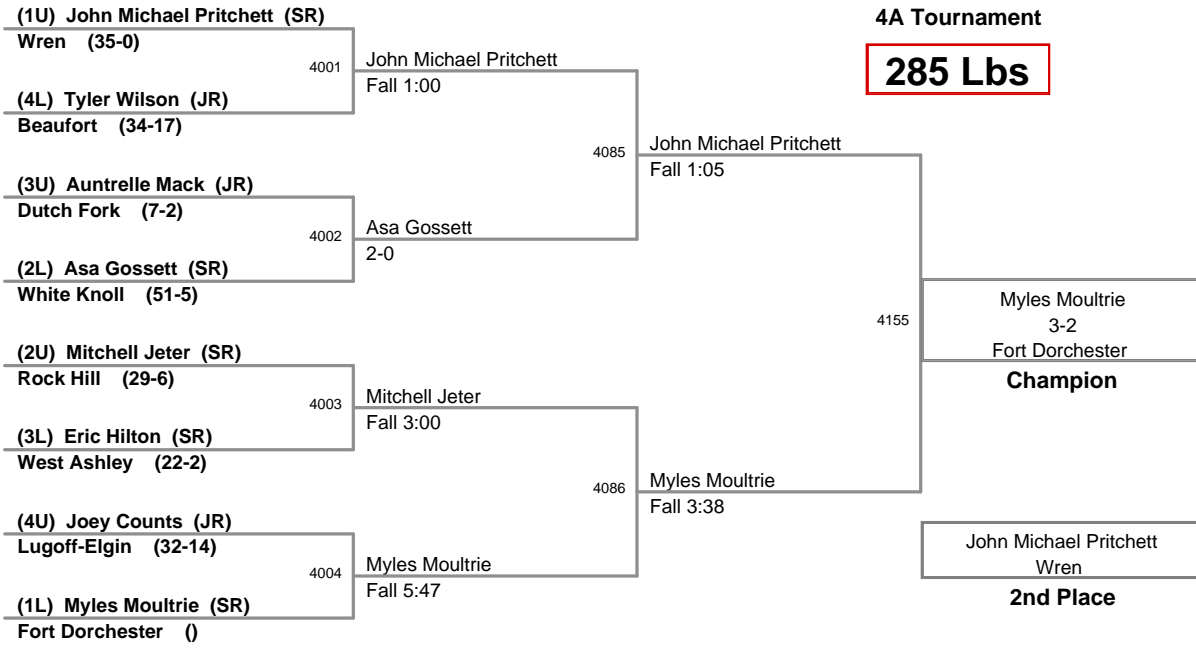 (1U) John Michael Pritchett (SR)
Wren (35-0)
(4L) Tyler Wilson (JR)
Beaufort (34-17)
(3U) Auntrelle Mack (JR)
Dutch Fork (7-2)
(2L) Asa Gossett (SR)
White Knoll (51-5)
(2U) Mitchell Jeter (SR)
Rock Hill (29-6)
(3L) Eric Hilton (SR)
West Ashley (22-2)
(4U) Joey Counts (JR)
Lugoff-Elgin (32-14)
(1L) Myles Moultrie (SR)
Fort Dorchester ()
4001
John Michael Pritchett
Fall 1:00
4002
Asa Gossett
2-0
4003
Mitchell Jeter
Fall 3:00
4004
Myles Moultrie
Fall 5:47
4085
John Michael Pritchett
Fall 1:05
4086
Myles Moultrie
Fall 3:38
4A Tournament
285 Lbs
4155
Myles Moultrie
3-2
Fort Dorchester
Champion
John Michael Pritchett
Wren
2nd Place